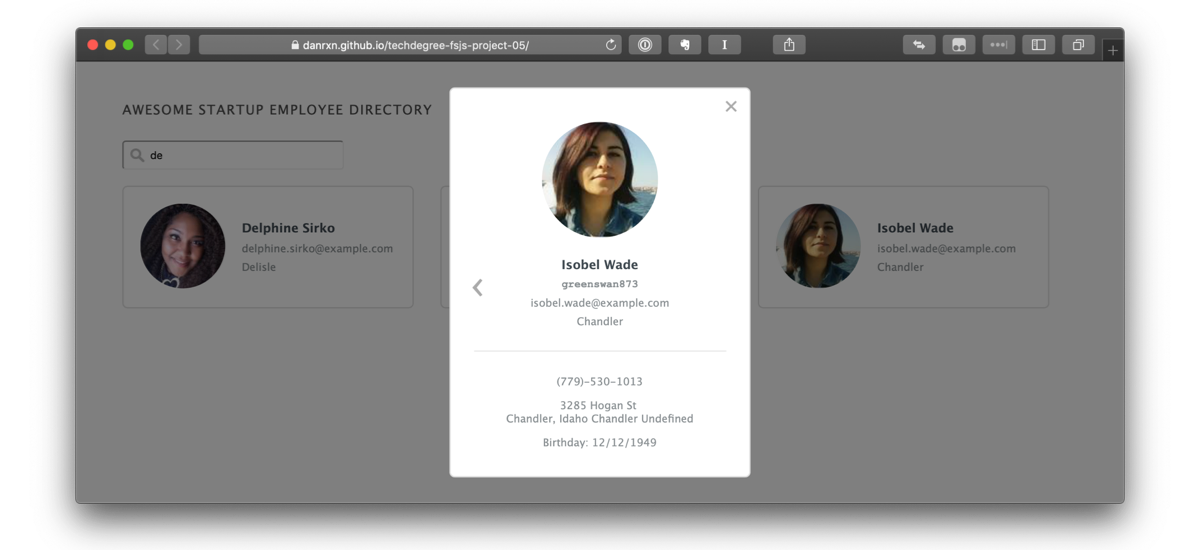 danrxn.github.io/techdegree-fsjs-project-05/
AWESOME STARTUP EMPLOYEE DIRECTORY
de
Delphine Sirko
delphine.sirko@example.com
Delisle
Isobel Wade
greenswan873
isobel.wade@example.com
Chandler
(779)-530-1013
3285 Hogan St
Chandler, Idaho Chandler Undefined
Birthday: 12/12/1949
Isobel Wade
isobel.wade@example.com
Chandler